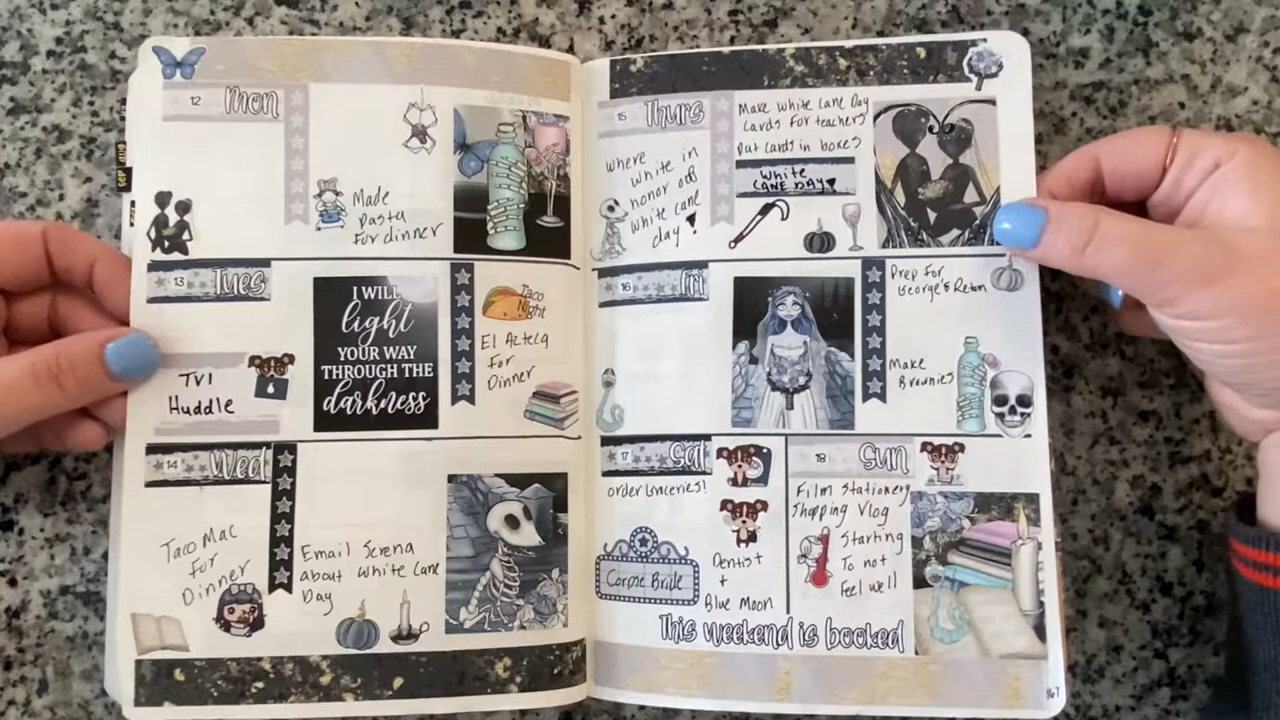 12 Mon
Made
Pasta
For dinner
13 Tues
TVI
Huddle
I WILL
light
YOUR WAY
THROUGH THE
darkness
Taco
Night
El Azteca
For
Dinner
14 Wed
Taco Mac
For
Dinner
Email Serena
about White Cane
Day
15 Thurs
where
white in
honor of
white cane
day!
Make White Cane Day
Cards For teachers
Put cards in boxes
White
CANE DAY
16 Fri
Prep For
George's Return
Make
Brownies
17 Sat
order Groceries!
Corpse Bride
Dentist
+
Blue Moon
18 Sun
Film Stationery
Shopping Vlog
Starting
To not
Feel well
This weekend is booked
167